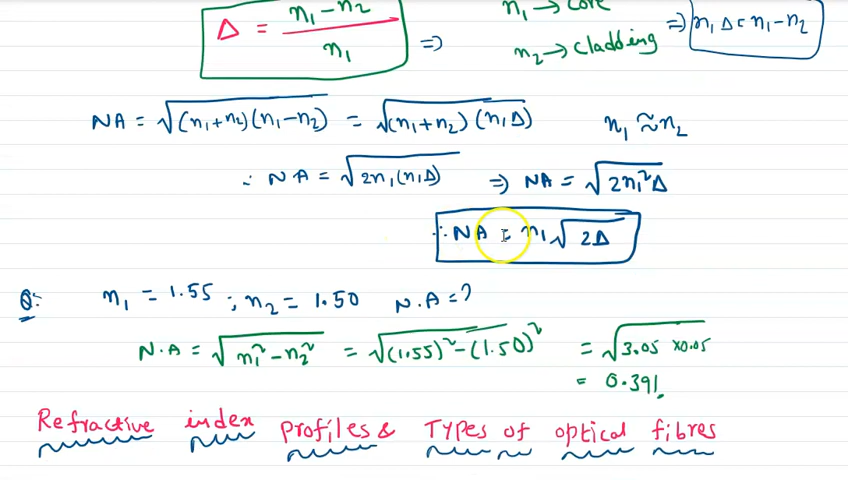 Δ = n₁ - n₂ / n₁ ⇒ n₁ → core
n₂ → cladding ⇒ n₁ Δ = n₁ - n₂
NA = √(n₁+n₂)(n₁-n₂) = √(n₁+n₂)(n₁Δ) n₁ ≈ n₂
∴ NA = √2n₁(n₁Δ) ⇒ NA = √2n₁²Δ
∴ NA = n₁√2Δ
Q: n₁ = 1.55 ; n₂ = 1.50 N.A = ?
N.A = √n₁² - n₂² = √(1.55)² - (1.50)² = √3.05 x0.05
= 0.391
Refractive index profiles & Types of optical fibres